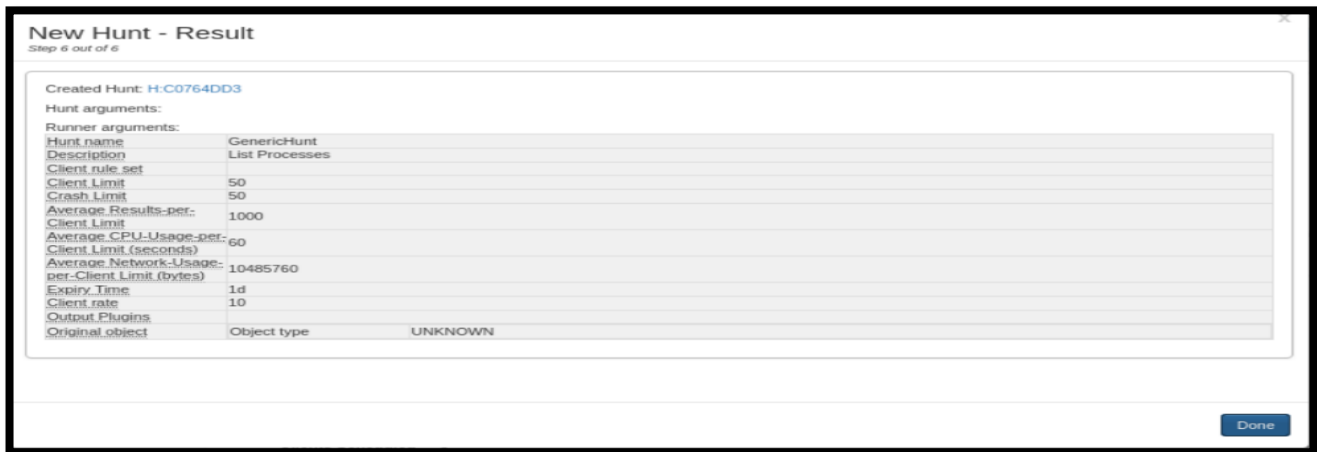 New Hunt - Result
Step 6 out of 6
Created Hunt: H:C0764DD3
Hunt arguments:
Runner arguments:
Hunt name GenericHunt
Description List Processes
Client rule set
Client Limit 50
Crash Limit 50
Average Results-per-
Client Limit 1000
Average CPU-Usage-per-
Client Limit (seconds) 60
Average Network-Usage-
per-Client Limit (bytes) 10485760
Expiry Time 1d
Client rate 10
Output Plugins
Original object Object type UNKNOWN
Done